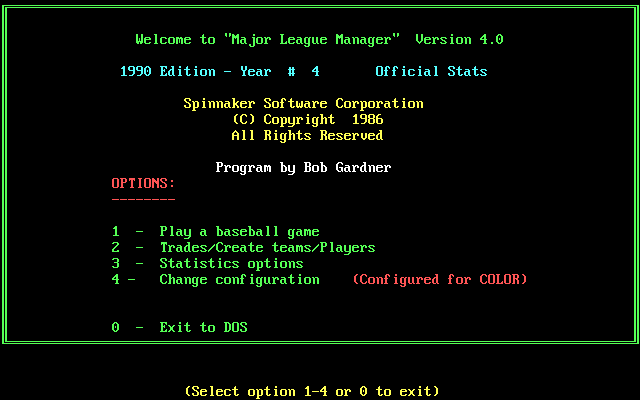 Welcome to "Major League Manager"  Version 4.0
1990 Edition - Year  #  4       Official Stats
Spinnaker Software Corporation
(C) Copyright  1986
All Rights Reserved
Program by Bob Gardner
OPTIONS:
--------
1  -  Play a baseball game
2  -  Trades/Create teams/Players
3  -  Statistics options
4 -   Change configuration    (Configured for COLOR)
0  -  Exit to DOS
(Select option 1-4 or 0 to exit)